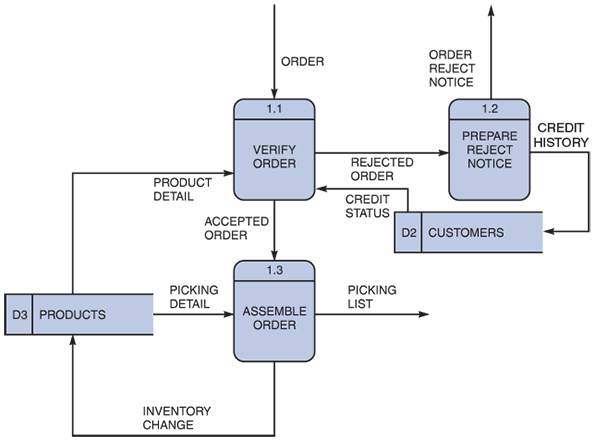 ORDER
ORDER
REJECT
NOTICE
1.1
VERIFY
ORDER
1.2
PREPARE
REJECT
NOTICE
CREDIT
HISTORY
REJECTED
ORDER
PRODUCT
DETAIL
CREDIT
STATUS
ACCEPTED
ORDER
D2 CUSTOMERS
1.3
ASSEMBLE
ORDER
PICKING
DETAIL
PICKING
LIST
D3 PRODUCTS
INVENTORY
CHANGE